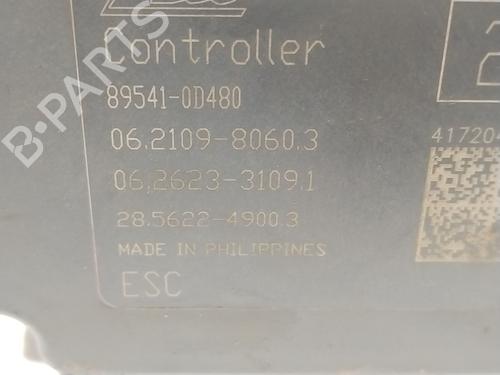 B-PARTS
Controller
2
89541-0D480
06.2109-8060.3
41720
06.2623-3109.1
28.5622-4900.3
MADE IN PHILIPPINES
ESC